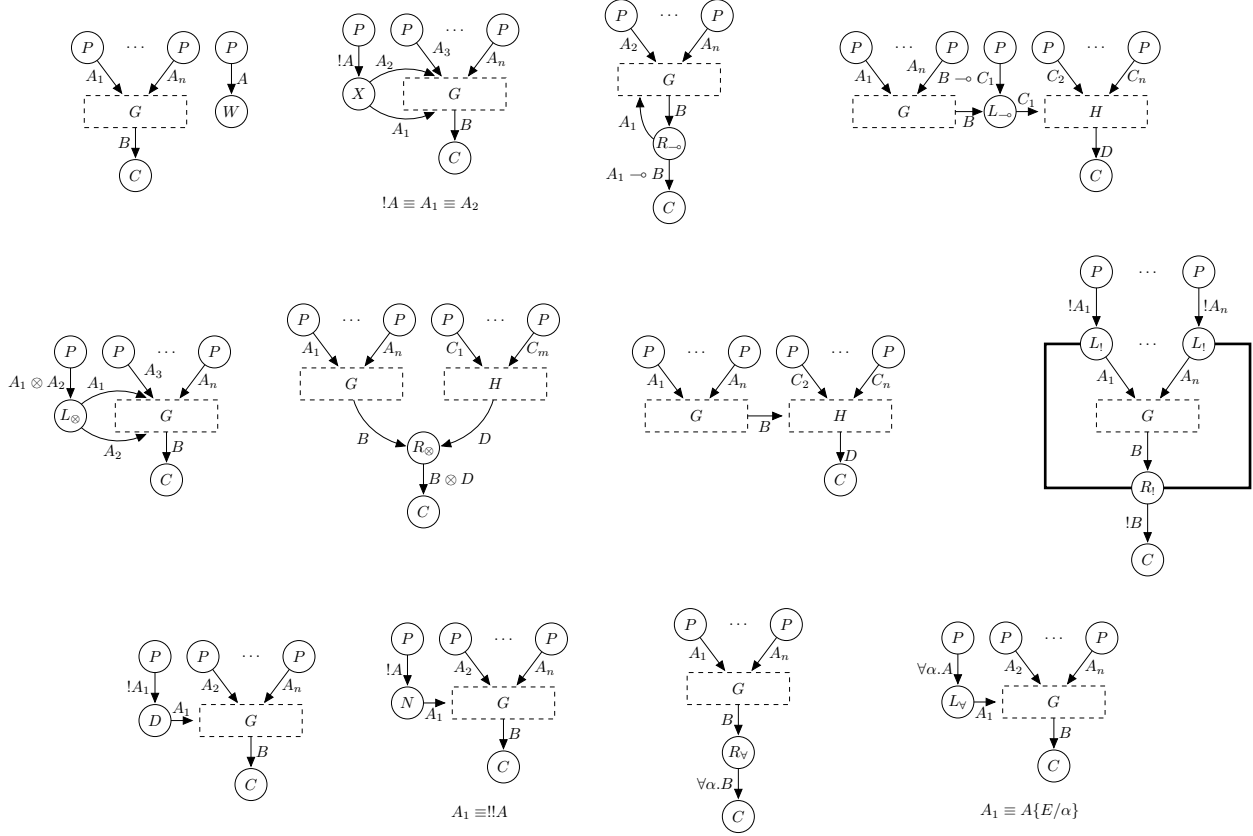 P ⋯ P P
A₁ Aₙ A
G W
B
C
P P ⋯ P
!A A₂ A₃ Aₙ
X G
A₁ B
C
!A ≡ A₁ ≡ A₂
P ⋯ P
A₂ Aₙ
G
A₁ B
R⊸
A₁ ⊸ B
C
P ⋯ P P P ⋯ P
A₁ Aₙ B ⊸ C₁ C₂ Cₙ
G B L⊸ C₁ H
D
C
P P ⋯ P
A₁ ⊗ A₂ A₁ A₃ Aₙ
L⊗ G
A₂ B
C
P ⋯ P P ⋯ P
A₁ Aₙ C₁ Cₘ
G H
B D
R⊗
B ⊗ D
C
P ⋯ P P ⋯ P
A₁ Aₙ C₂ Cₙ
G B H
D
C
P ⋯ P
!A₁ !Aₙ
L! ⋯ L!
A₁ Aₙ
G
B
R!
!B
C
P P ⋯ P
!A₁ A₂ Aₙ
D A₁ G
B
C
P P ⋯ P
!A A₂ Aₙ
N A₁ G
B
C
A₁ ≡!!A
P ⋯ P
A₁ Aₙ
G
B
R∀
∀α.B
C
P P ⋯ P
∀α.A A₂ Aₙ
L∀ A₁ G
B
C
A₁ ≡ A{E/α}